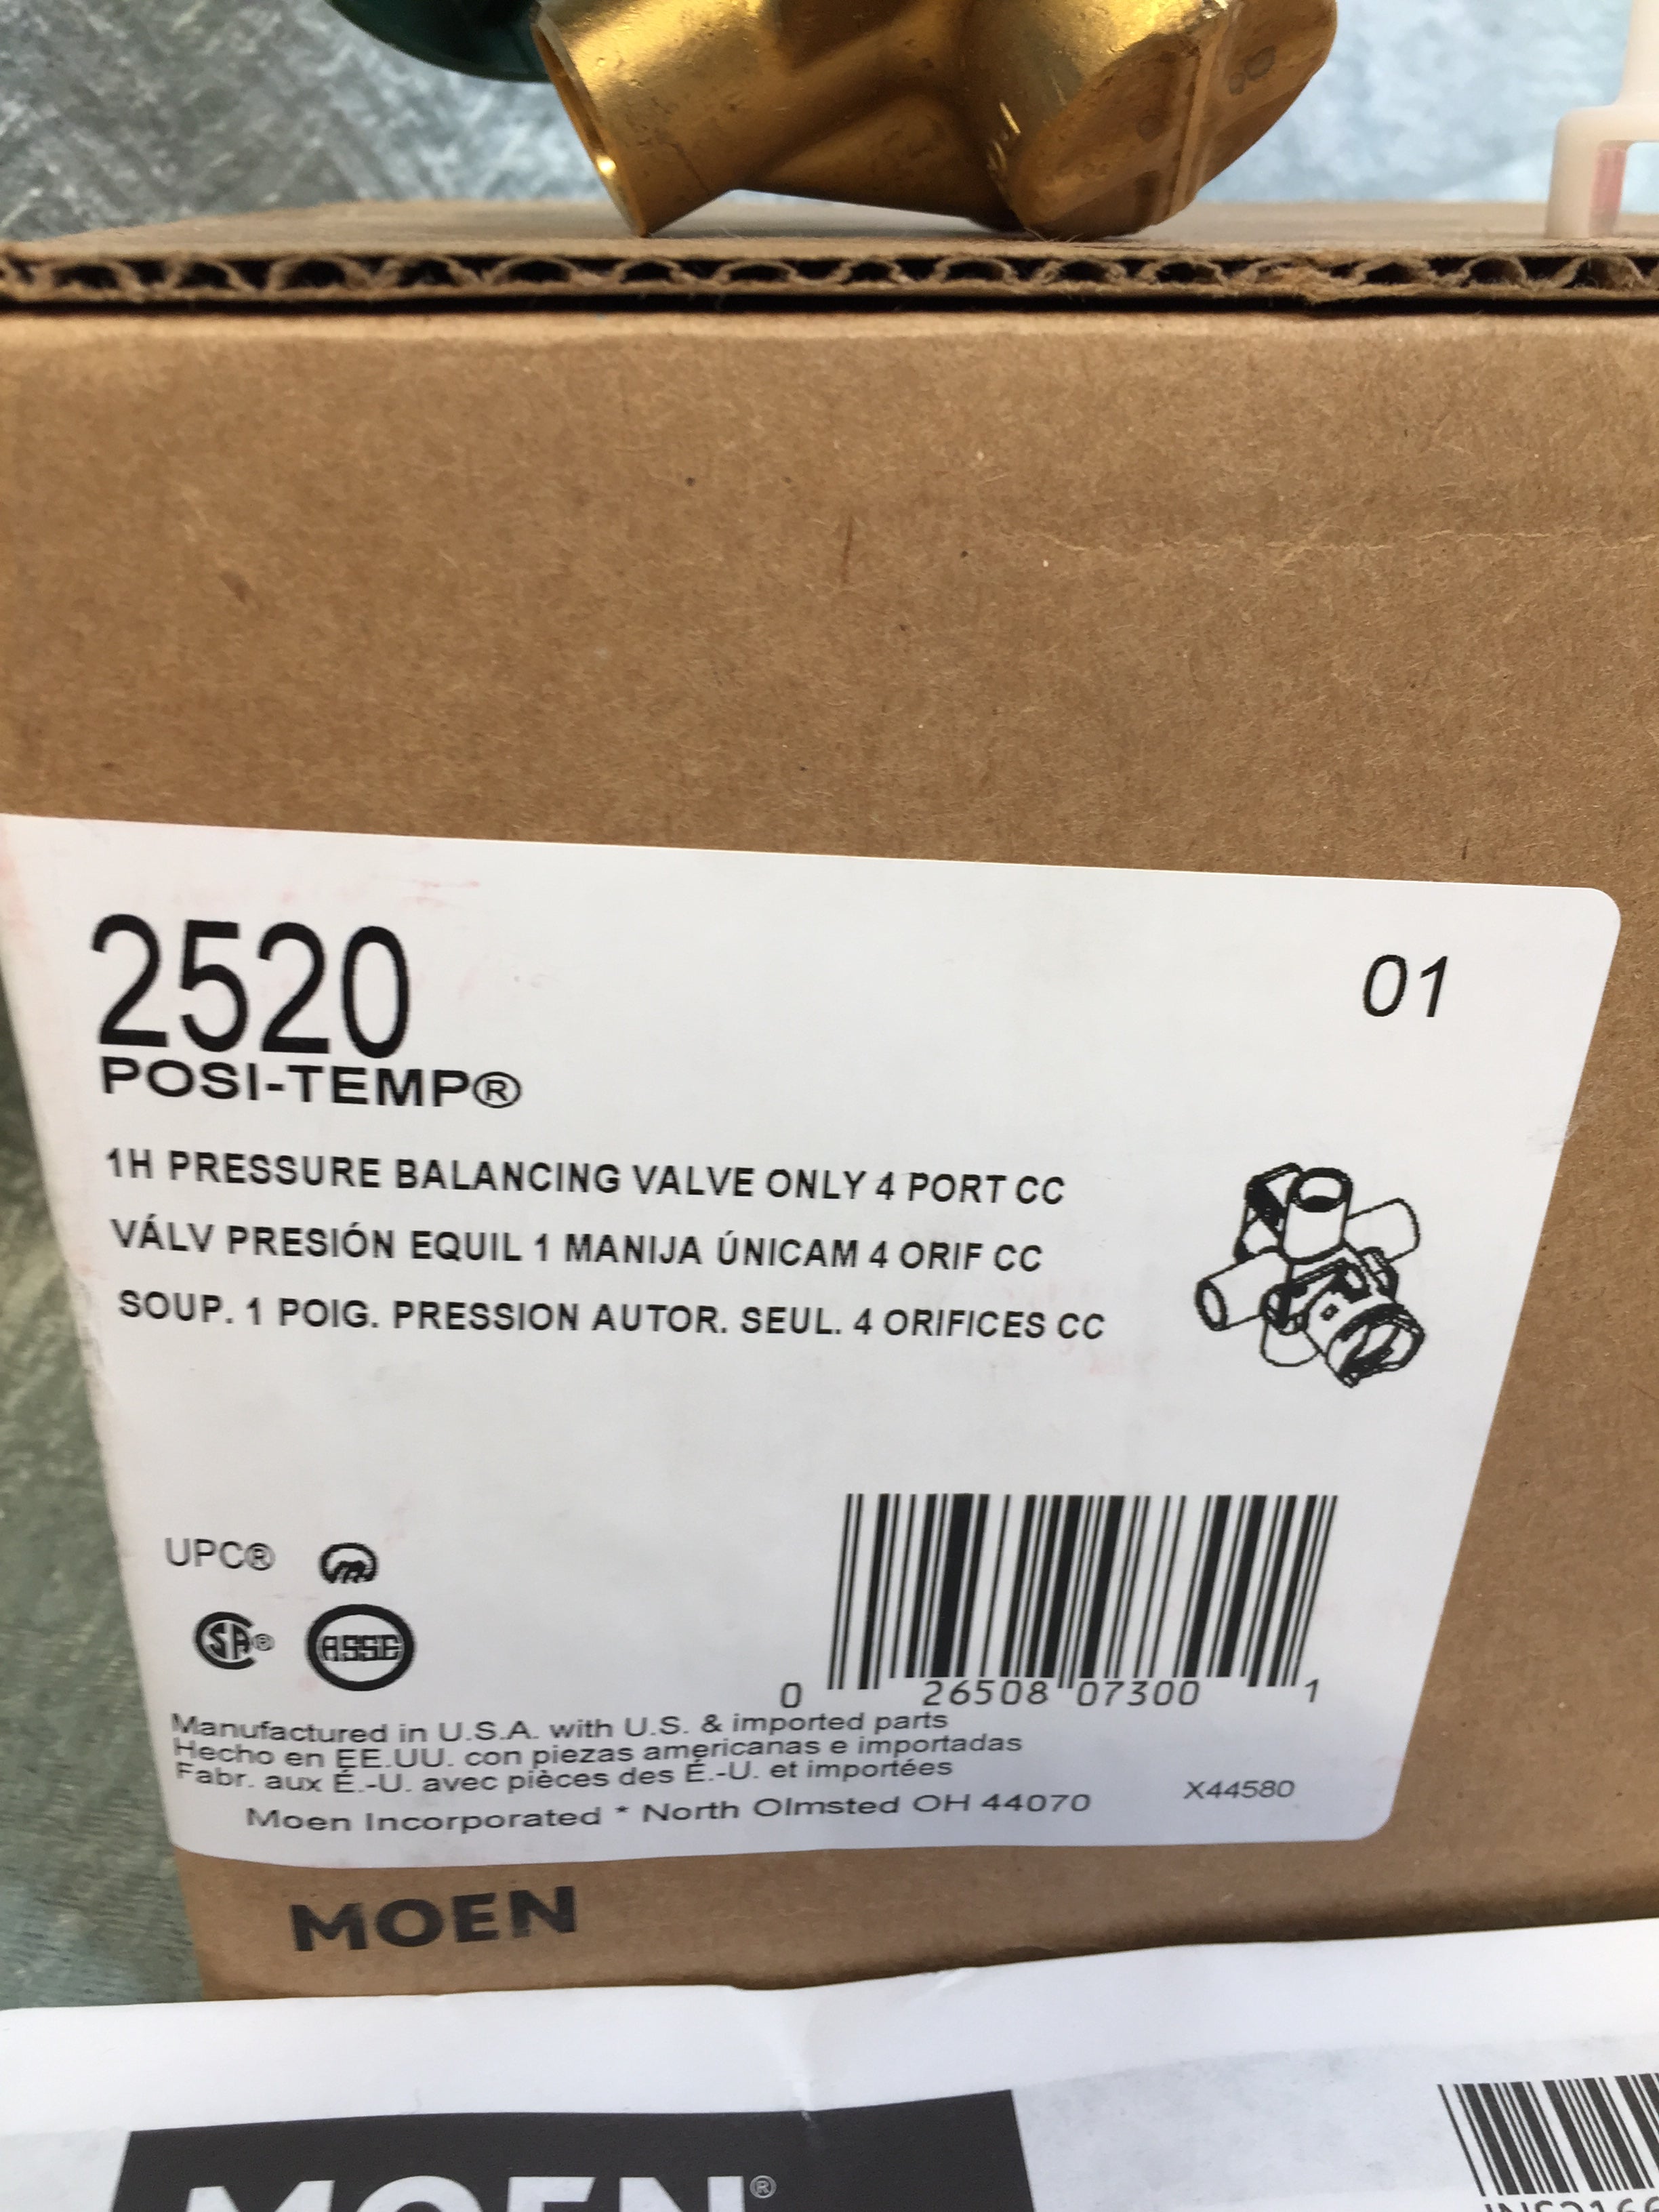 2520
01
POSI-TEMP®
1H PRESSURE BALANCING VALVE ONLY 4 PORT CC
VÁLV PRESIÓN EQUIL 1 MANIJA ÚNICAM 4 ORIF CC
SOUP. 1 POIG. PRESSION AUTOR. SEUL. 4 ORIFICES CC
UPC®
SA® ASSE
0 26508 07300 1
Manufactured in U.S.A. with U.S. & imported parts
Hecho en EE.UU. con piezas americanas e importadas
Fabr. aux É.-U. avec pièces des É.-U. et importées
Moen Incorporated * North Olmsted OH 44070
X44580
MOEN
MOEN®